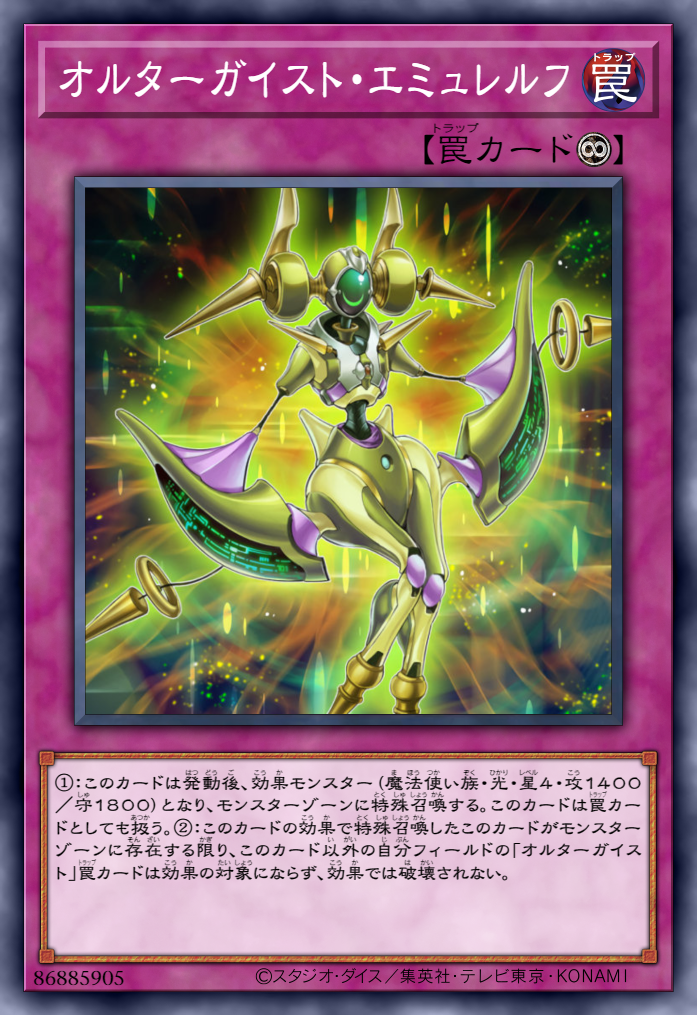 オルターガイスト・エミュレルフ 罠
トラップ
【罠カード】
トラップ
①:このカードは発動後、効果モンスター(魔法使い族・光・星4・攻1400
／守1800)となり、モンスターゾーンに特殊召喚する。このカードは罠カー
ドとしても扱う。②:このカードの効果で特殊召喚したこのカードがモンスター
ゾーンに存在する限り、このカード以外の自分フィールドの「オルターガイス
ト」罠カードは効果の対象にならず、効果では破壊されない。
86885905 ©スタジオ・ダイス／集英社・テレビ東京・KONAMI